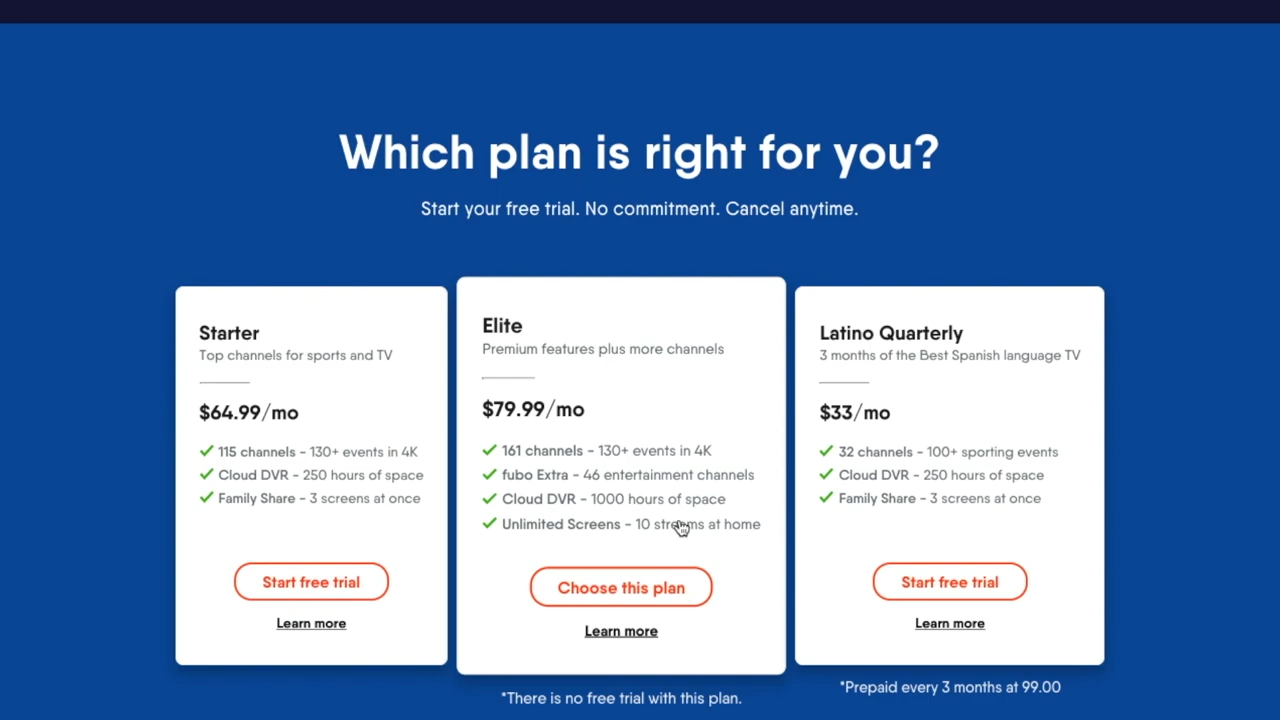 Which plan is right for you?
Start your free trial. No commitment. Cancel anytime.
Starter
Top channels for sports and TV
$64.99/mo
115 channels - 130+ events in 4K
Cloud DVR - 250 hours of space
Family Share - 3 screens at once
Start free trial
Learn more
Elite
Premium features plus more channels
$79.99/mo
161 channels - 130+ events in 4K
fubo Extra - 46 entertainment channels
Cloud DVR - 1000 hours of space
Unlimited Screens - 10 streams at home
Choose this plan
Learn more
*There is no free trial with this plan.
Latino Quarterly
3 months of the Best Spanish language TV
$33/mo
32 channels - 100+ sporting events
Cloud DVR - 250 hours of space
Family Share - 3 screens at once
Start free trial
Learn more
*Prepaid every 3 months at 99.00